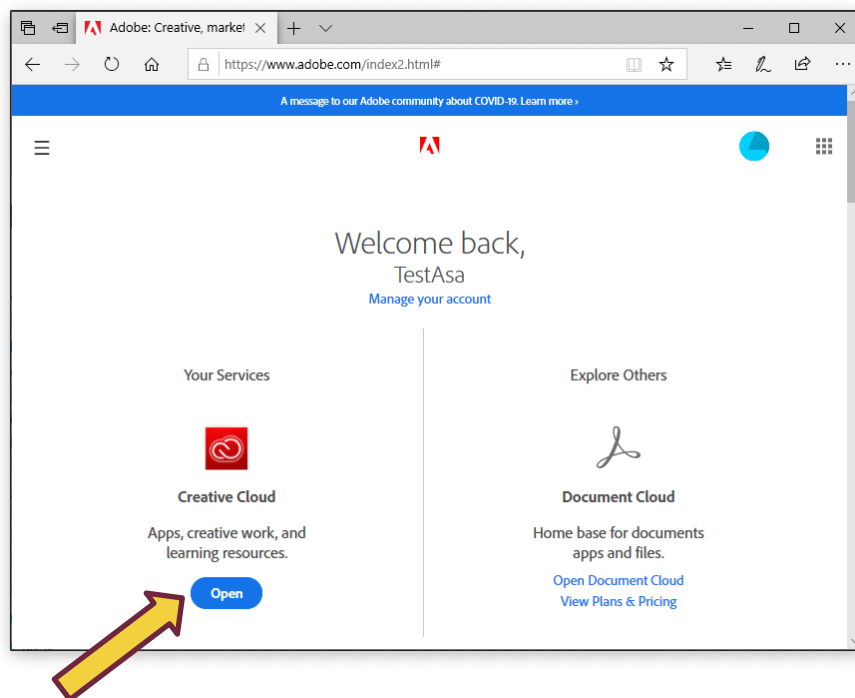 Adobe: Creative, market
https://www.adobe.com/index2.html#
A message to our Adobe community about COVID-19. Learn more ›
Welcome back,
TestAsa
Manage your account
Your Services
Explore Others
Creative Cloud
Document Cloud
Apps, creative work, and
learning resources.
Home base for documents
apps and files.
Open
Open Document Cloud
View Plans & Pricing